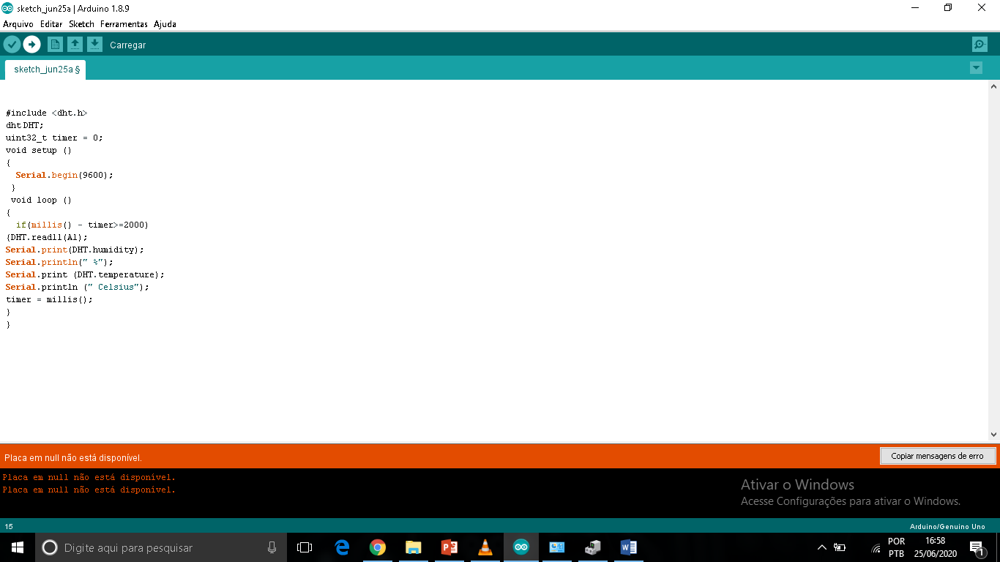 sketch_jun25a | Arduino 1.8.9
Arquivo Editar Sketch Ferramentas Ajuda
Carregar
sketch_jun25a §
#include <dht.h>
dht DHT;
uint32_t timer = 0;
void setup ()
{
Serial.begin(9600);
}
void loop ()
{
if(millis() - timer>=2000)
{DHT.read11(A1);
Serial.print(DHT.humidity);
Serial.println(" %");
Serial.print (DHT.temperature);
Serial.println (" Celsius");
timer = millis();
}
}
Placa em null não está disponível.
Copiar mensagens de erro
Placa em null não está disponível.
Placa em null não está disponível.
Ativar o Windows
Acesse Configurações para ativar o Windows.
15
Arduino/Genuino Uno
Digite aqui para pesquisar
POR
PTB
16:58
25/06/2020
1